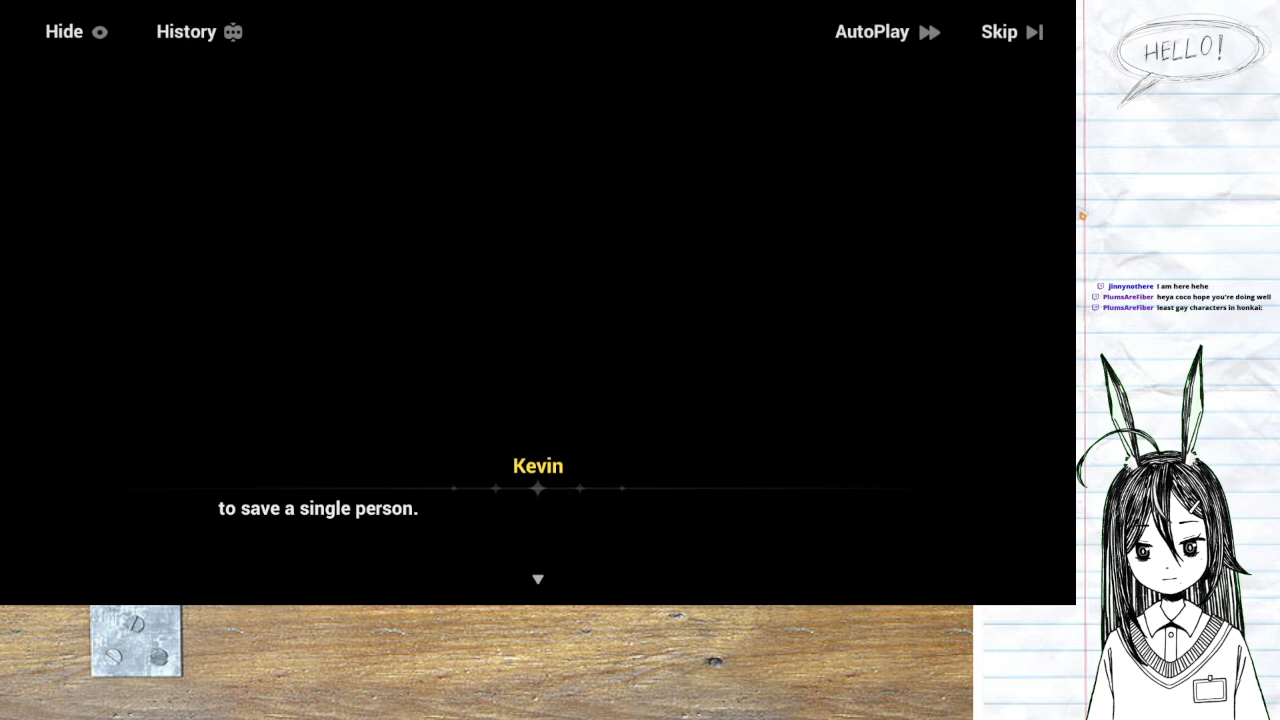 Hide
History
AutoPlay
Skip
HELLO!
jinnynothere I am here hehe
PlumsAreFiber heya coco hope you're doing well
PlumsAreFiber least gay characters in honkai:
Kevin
to save a single person.